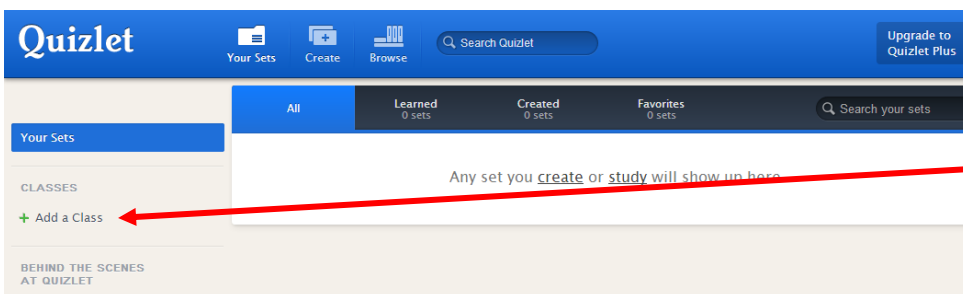 Quizlet
Your Sets
Create
Browse
Search Quizlet
Upgrade to
Quizlet Plus
All
Learned
0 sets
Created
0 sets
Favorites
0 sets
Search your sets
Your Sets
Any set you create or study will show up here
CLASSES
+ Add a Class
BEHIND THE SCENES
AT QUIZLET